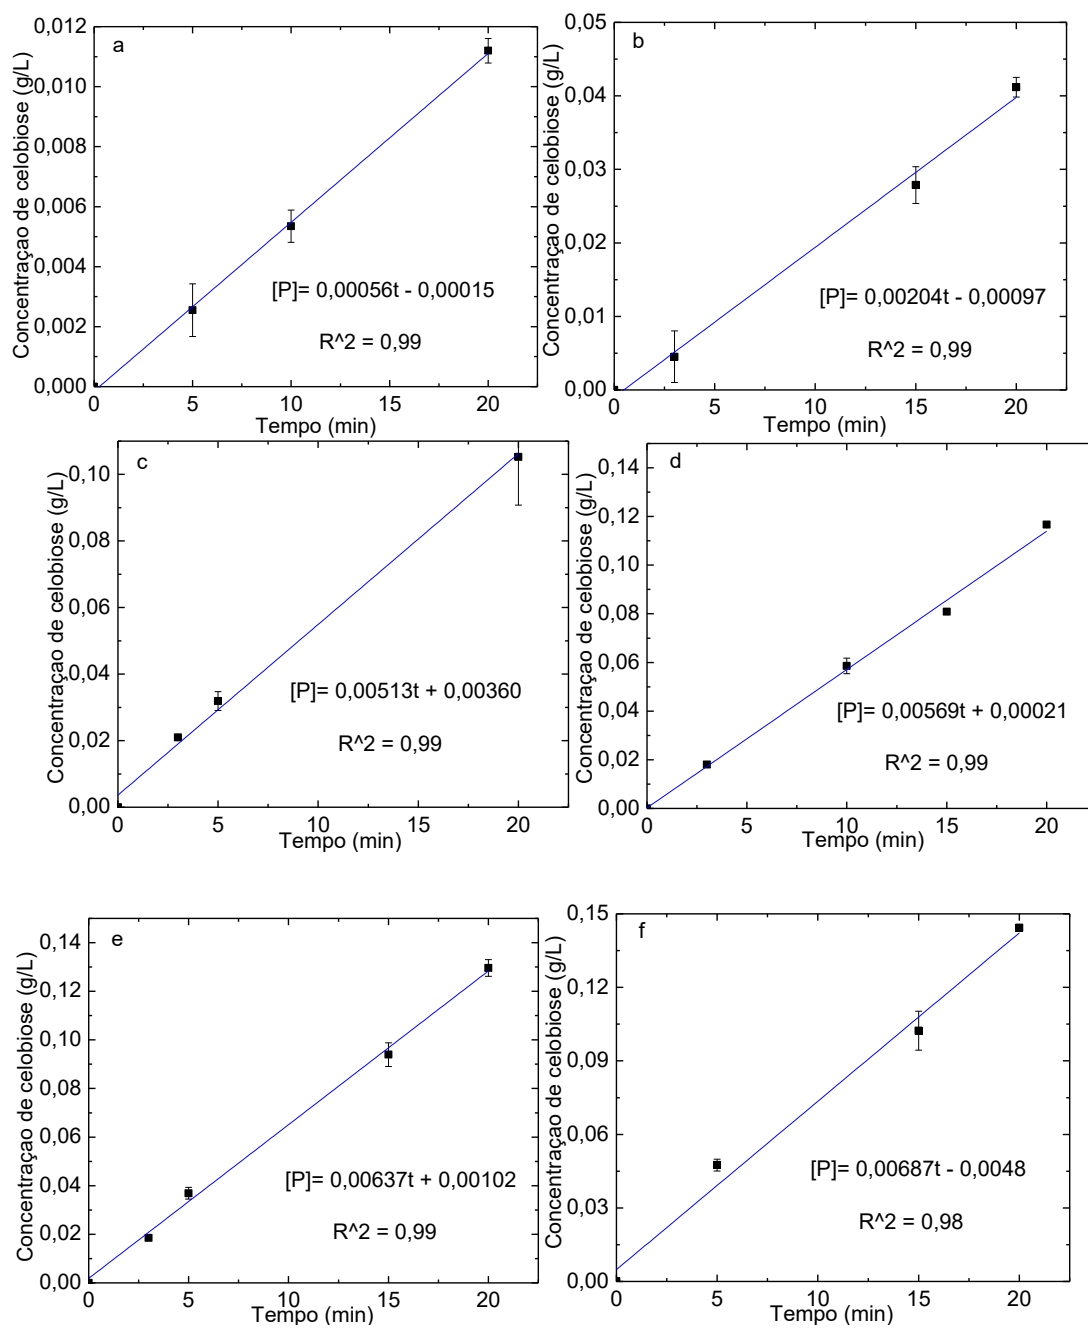 a
Concentraçao de celobiose (g/L)
0,012
0,010
0,008
0,006
0,004
0,002
0,000
[P]= 0,00056t - 0,00015
R^2 = 0,99
0 5 10 15 20
Tempo (min)
b
Concentraçao de celobiose (g/L)
0,05
0,04
0,03
0,02
0,01
0,00
[P]= 0,00204t - 0,00097
R^2 = 0,99
0 5 10 15 20
Tempo (min)
c
Concentraçao de celobiose (g/L)
0,10
0,08
0,06
0,04
0,02
0,00
[P]= 0,00513t + 0,00360
R^2 = 0,99
0 5 10 15 20
Tempo (min)
d
Concentraçao de celobiose (g/L)
0,14
0,12
0,10
0,08
0,06
0,04
0,02
0,00
[P]= 0,00569t + 0,00021
R^2 = 0,99
0 5 10 15 20
Tempo (min)
e
Concentraçao de celobiose (g/L)
0,14
0,12
0,10
0,08
0,06
0,04
0,02
0,00
[P]= 0,00637t + 0,00102
R^2 = 0,99
0 5 10 15 20
Tempo (min)
f
Concentraçao de celobiose (g/L)
0,15
0,12
0,09
0,06
0,03
0,00
[P]= 0,00687t - 0,0048
R^2 = 0,98
0 5 10 15 20
Tempo (min)